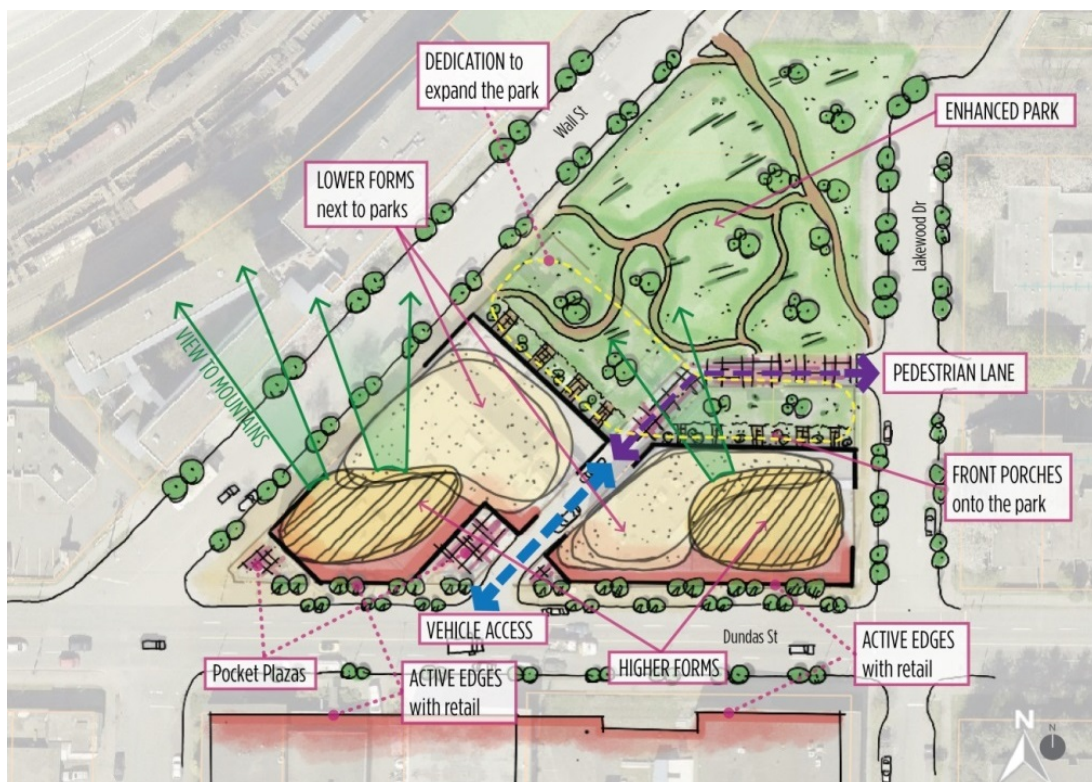 DEDICATION to
expand the park
Wall St
ENHANCED PARK
LOWER FORMS
next to parks
Lakewood Dr
VIEW TO MOUNTAINS
PEDESTRIAN LANE
FRONT PORCHES
onto the park
VEHICLE ACCESS
Dundas St
Pocket Plazas
ACTIVE EDGES
with retail
HIGHER FORMS
ACTIVE EDGES
with retail
N
N